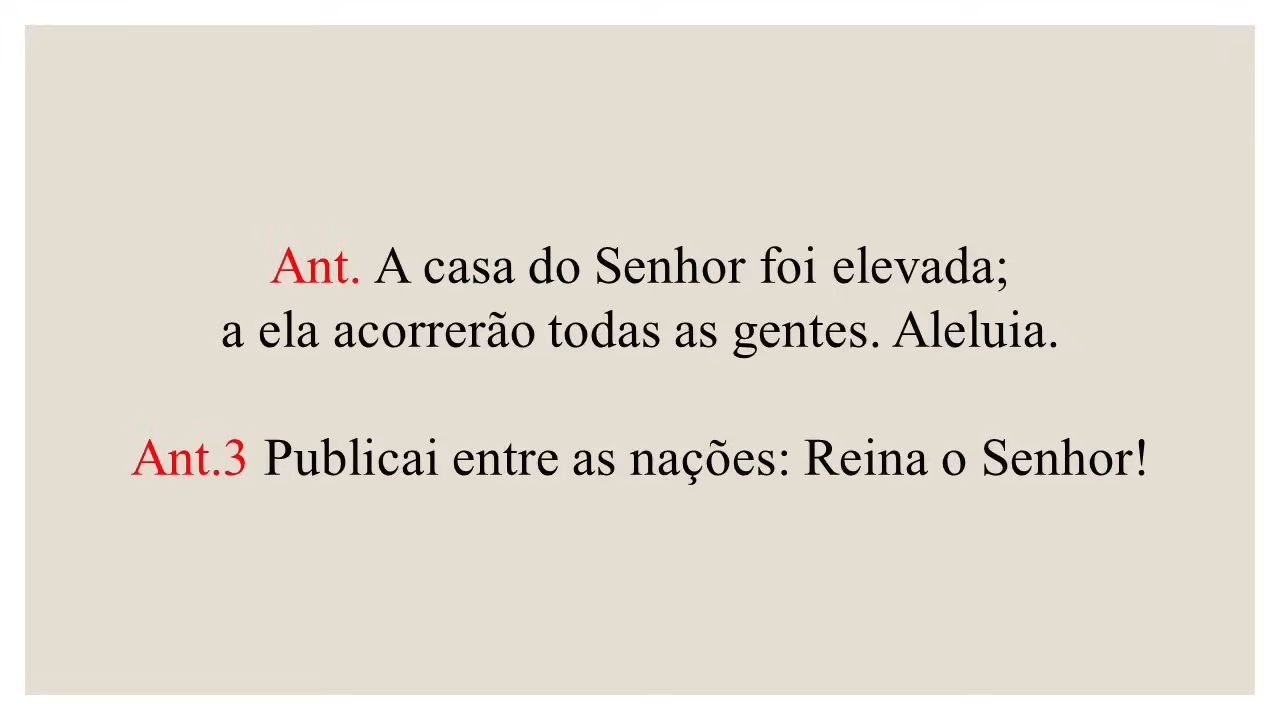 Ant. A casa do Senhor foi elevada;
a ela acorrerão todas as gentes. Aleluia.
Ant.3 Publicai entre as nações: Reina o Senhor!